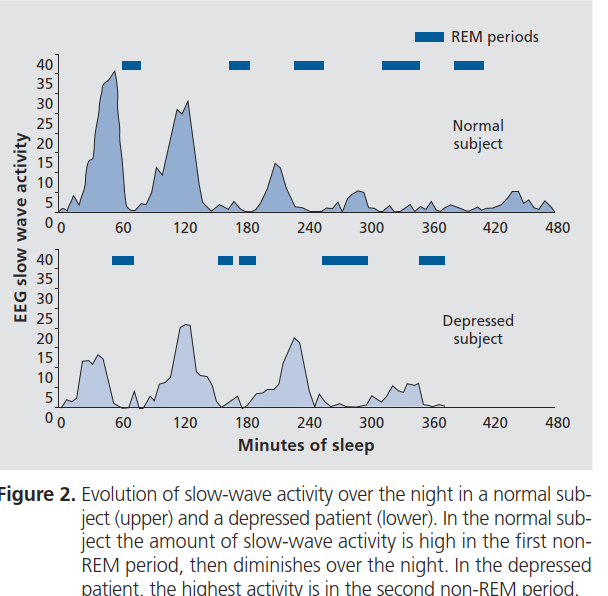 REM periods
EEG slow wave activity
40
35
30
25
20
15
10
5
0
Normal
subject
0 60 120 180 240 300 360 420 480
40
35
30
25
20
15
10
5
0
Depressed
subject
0 60 120 180 240 300 360 420 480
Minutes of sleep
Figure 2. Evolution of slow-wave activity over the night in a normal sub-
ject (upper) and a depressed patient (lower). In the normal sub-
ject the amount of slow-wave activity is high in the first non-
REM period, then diminishes over the night. In the depressed
patient, the highest activity is in the second non-REM period.